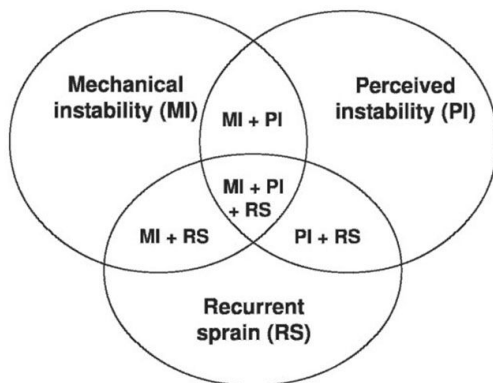 Mechanical
instability (MI)
Perceived
instability (PI)
MI + PI
MI + PI
+ RS
MI + RS
PI + RS
Recurrent
sprain (RS)